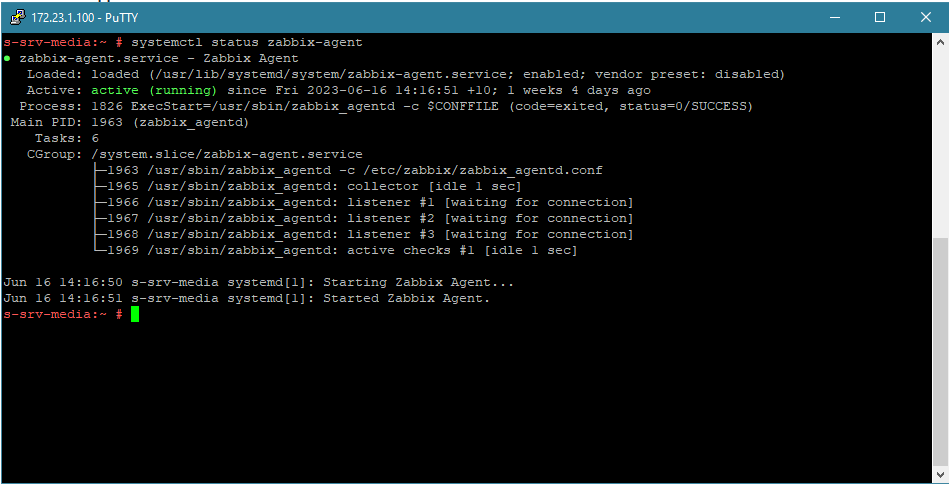 172.23.1.100 - PuTTY
s-srv-media:~ # systemctl status zabbix-agent
● zabbix-agent.service - Zabbix Agent
   Loaded: loaded (/usr/lib/systemd/system/zabbix-agent.service; enabled; vendor preset: disabled)
   Active: active (running) since Fri 2023-06-16 14:16:51 +10; 1 weeks 4 days ago
  Process: 1826 ExecStart=/usr/sbin/zabbix_agentd -c $CONFFILE (code=exited, status=0/SUCCESS)
 Main PID: 1963 (zabbix_agentd)
    Tasks: 6
   CGroup: /system.slice/zabbix-agent.service
           ├─1963 /usr/sbin/zabbix_agentd -c /etc/zabbix/zabbix_agentd.conf
           ├─1965 /usr/sbin/zabbix_agentd: collector [idle 1 sec]
           ├─1966 /usr/sbin/zabbix_agentd: listener #1 [waiting for connection]
           ├─1967 /usr/sbin/zabbix_agentd: listener #2 [waiting for connection]
           ├─1968 /usr/sbin/zabbix_agentd: listener #3 [waiting for connection]
           └─1969 /usr/sbin/zabbix_agentd: active checks #1 [idle 1 sec]
Jun 16 14:16:50 s-srv-media systemd[1]: Starting Zabbix Agent...
Jun 16 14:16:51 s-srv-media systemd[1]: Started Zabbix Agent.
s-srv-media:~ #